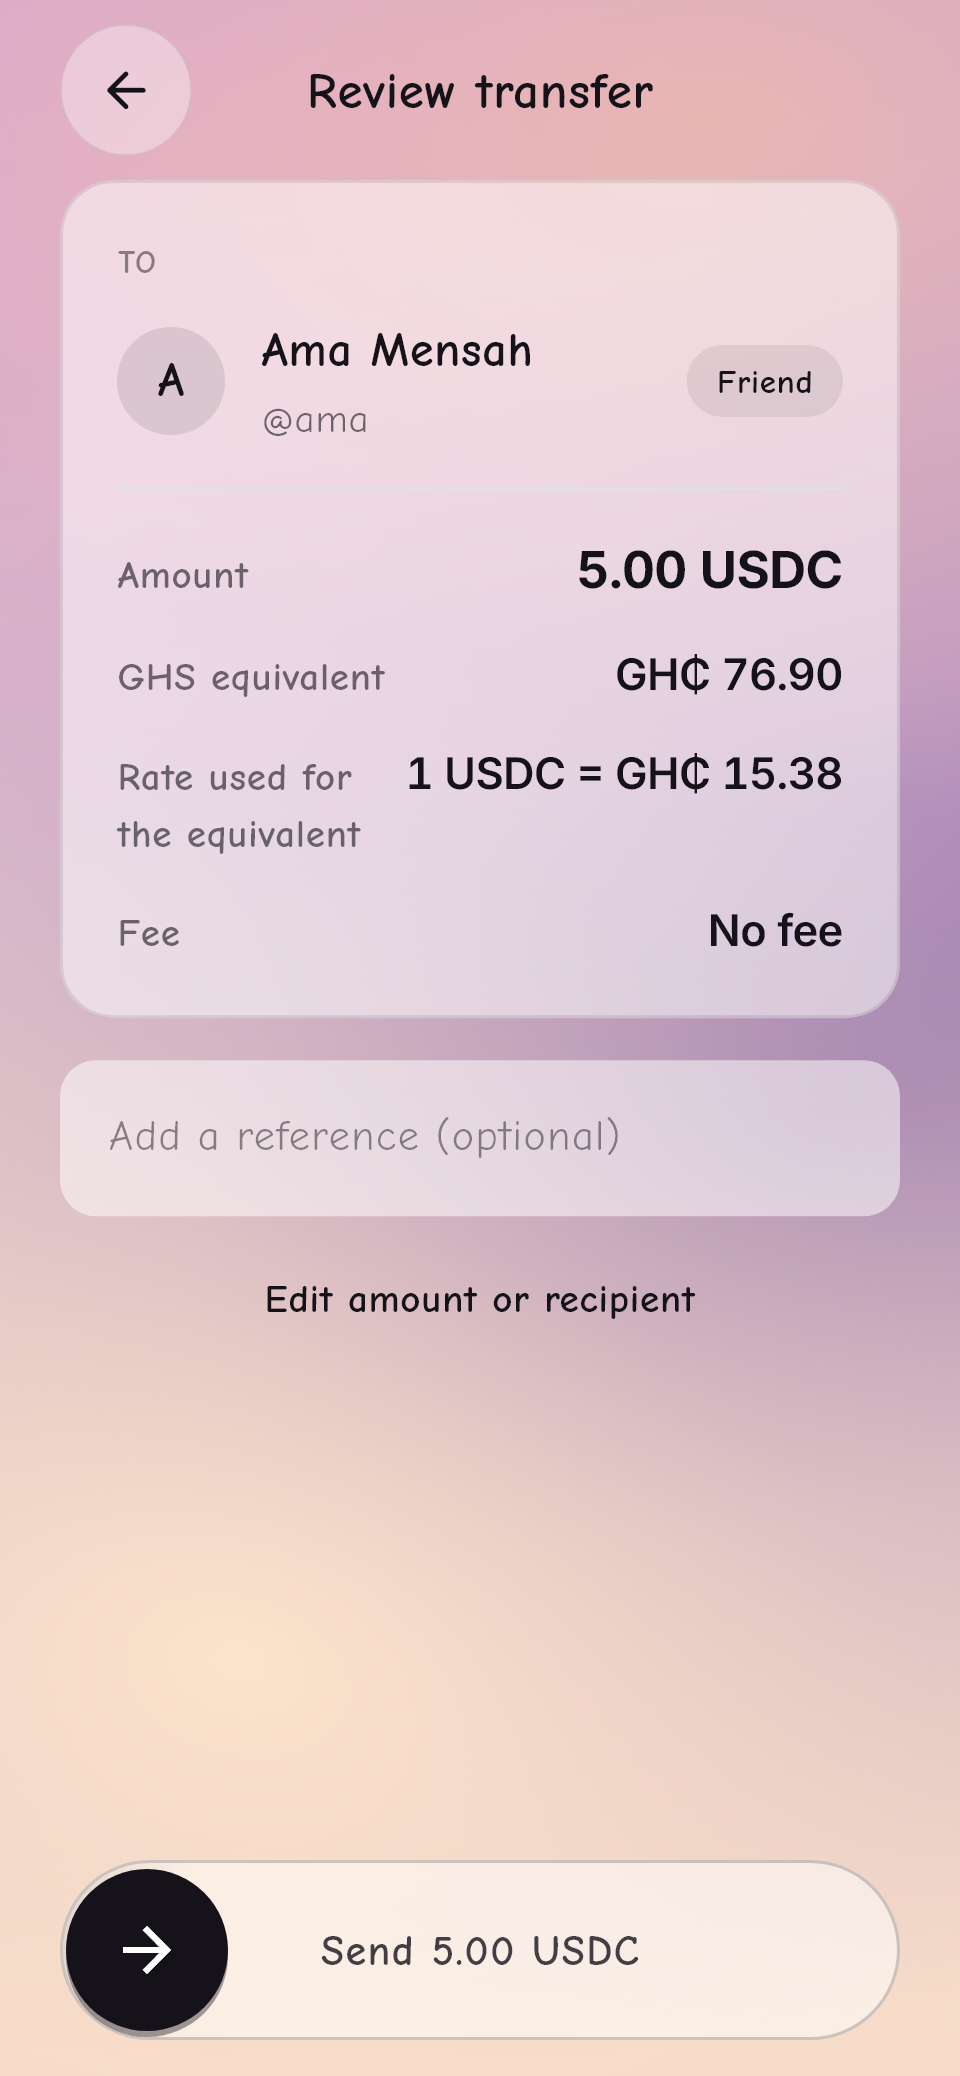 Review transfer
TO
A
Ama Mensah
Friend
@ama
Amount 5.00 USDC
GHS equivalent GH₵ 76.90
Rate used for 1 USDC = GH₵ 15.38
the equivalent
Fee No fee
Add a reference (optional)
Edit amount or recipient
Send 5.00 USDC